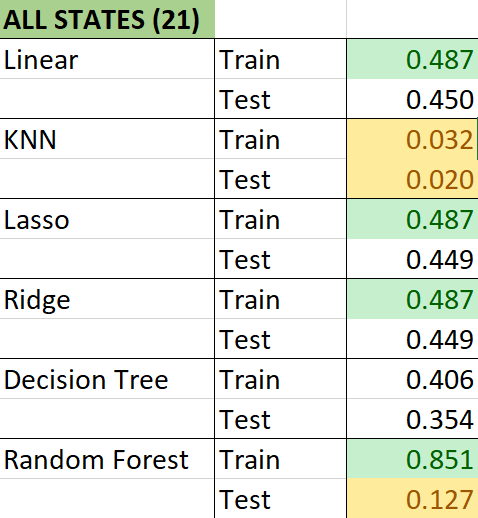 ALL STATES (21)
Linear Train 0.487
Test 0.450
KNN Train 0.032
Test 0.020
Lasso Train 0.487
Test 0.449
Ridge Train 0.487
Test 0.449
Decision Tree Train 0.406
Test 0.354
Random Forest Train 0.851
Test 0.127